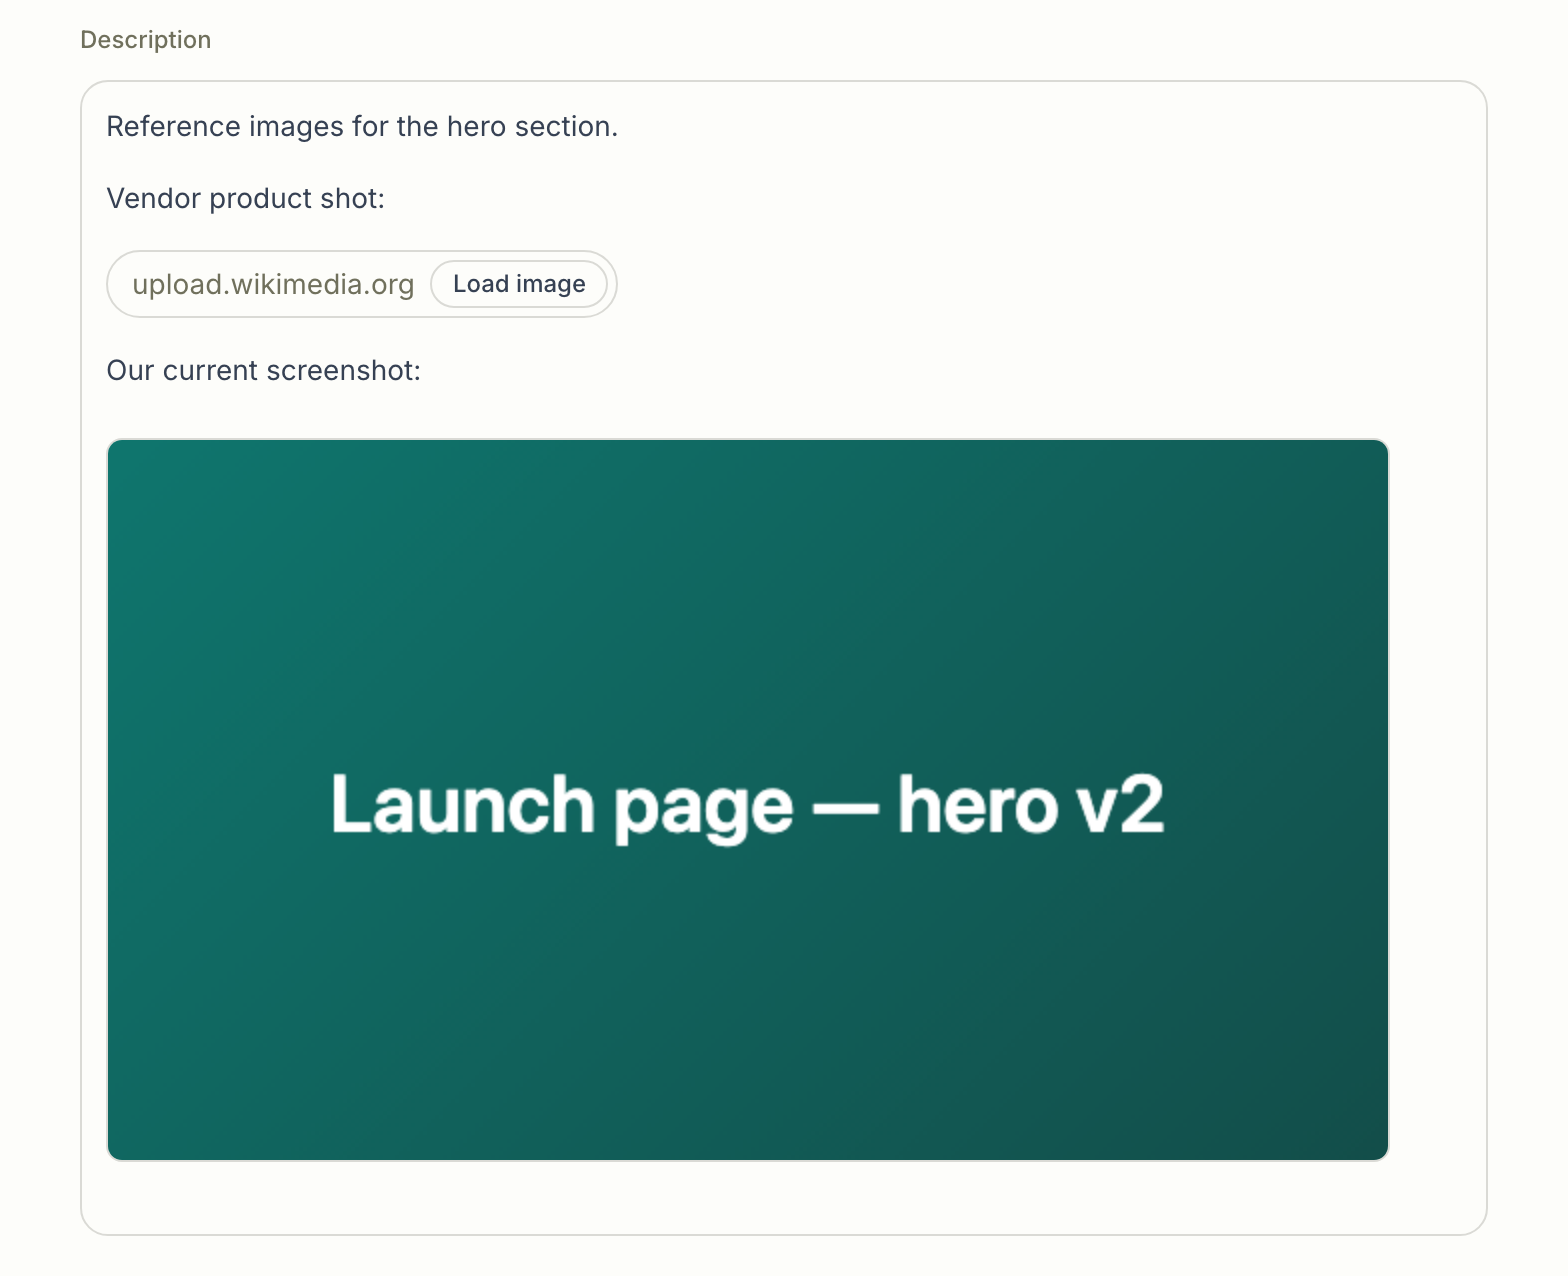 Description
Reference images for the hero section.
Vendor product shot:
upload.wikimedia.org Load image
Our current screenshot:
Launch page — hero v2